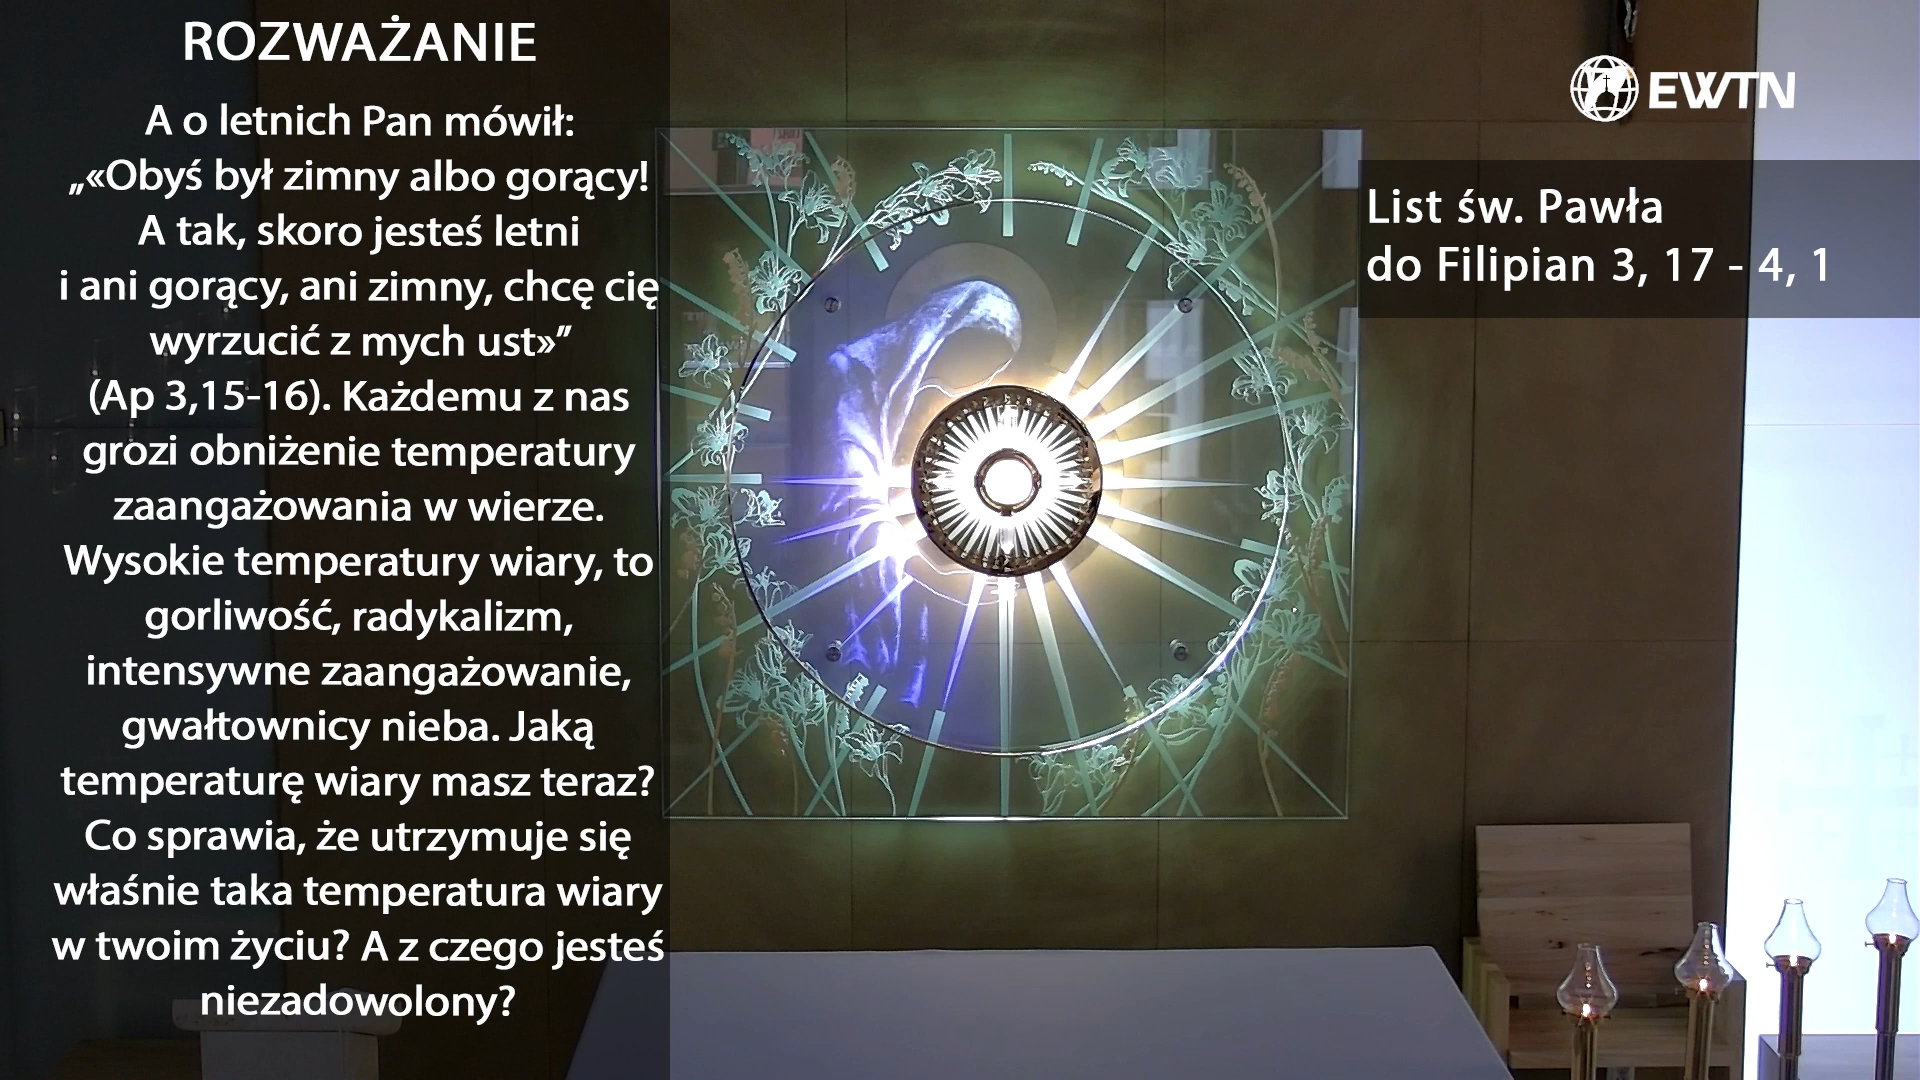 ROZWAŻANIE
A o letnich Pan mówił:
„«Obyś był zimny albo gorący!
A tak, skoro jesteś letni
i ani gorący, ani zimny, chcę cię
wyrzucić z mych ust»”
(Ap 3,15-16). Każdemu z nas
grozi obniżenie temperatury
zaangażowania w wierze.
Wysokie temperatury wiary, to
gorliwość, radykalizm,
intensywne zaangażowanie,
gwałtownicy nieba. Jaką
temperaturę wiary masz teraz?
Co sprawia, że utrzymuje się
właśnie taka temperatura wiary
w twoim życiu? A z czego jesteś
niezadowolony?
EWTN
List św. Pawła
do Filipian 3, 17 - 4, 1